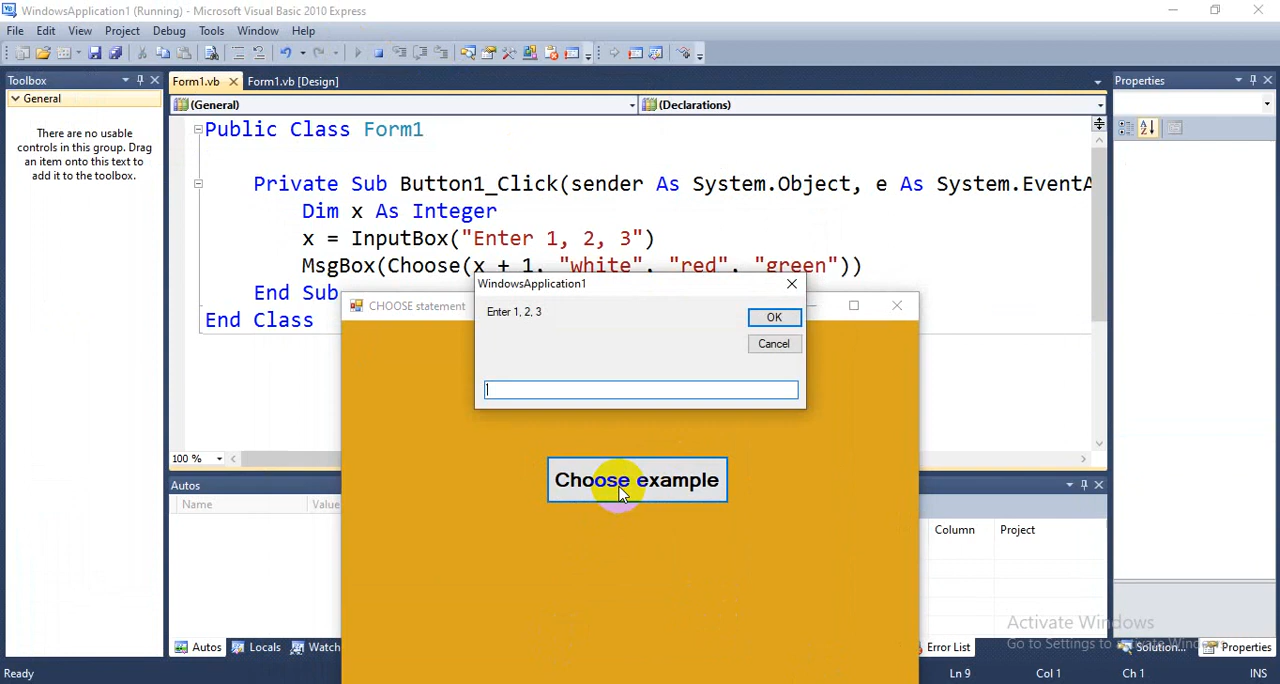 WindowsApplication1 (Running) - Microsoft Visual Basic 2010 Express
File Edit View Project Debug Tools Window Help
Toolbox
General
There are no usable
controls in this group. Drag
an item onto this text to
add it to the toolbox.
Form1.vb Form1.vb [Design]
(General) (Declarations)
Public Class Form1
Private Sub Button1_Click(sender As System.Object, e As System.EventA
Dim x As Integer
x = InputBox("Enter 1, 2, 3")
MsgBox(Choose(x + 1, "white", "red", "green"))
End Sub
End Class
100 %
CHOOSE statement
WindowsApplication1
Enter 1, 2, 3
OK
Cancel
Choose example
Autos
Name Value
Autos Locals Watch
Column Project
Error List
Properties
Activate Windows
Go to Settings to activate Windows.
Solution... Properties
Ready Ln 9 Col 1 Ch 1 INS